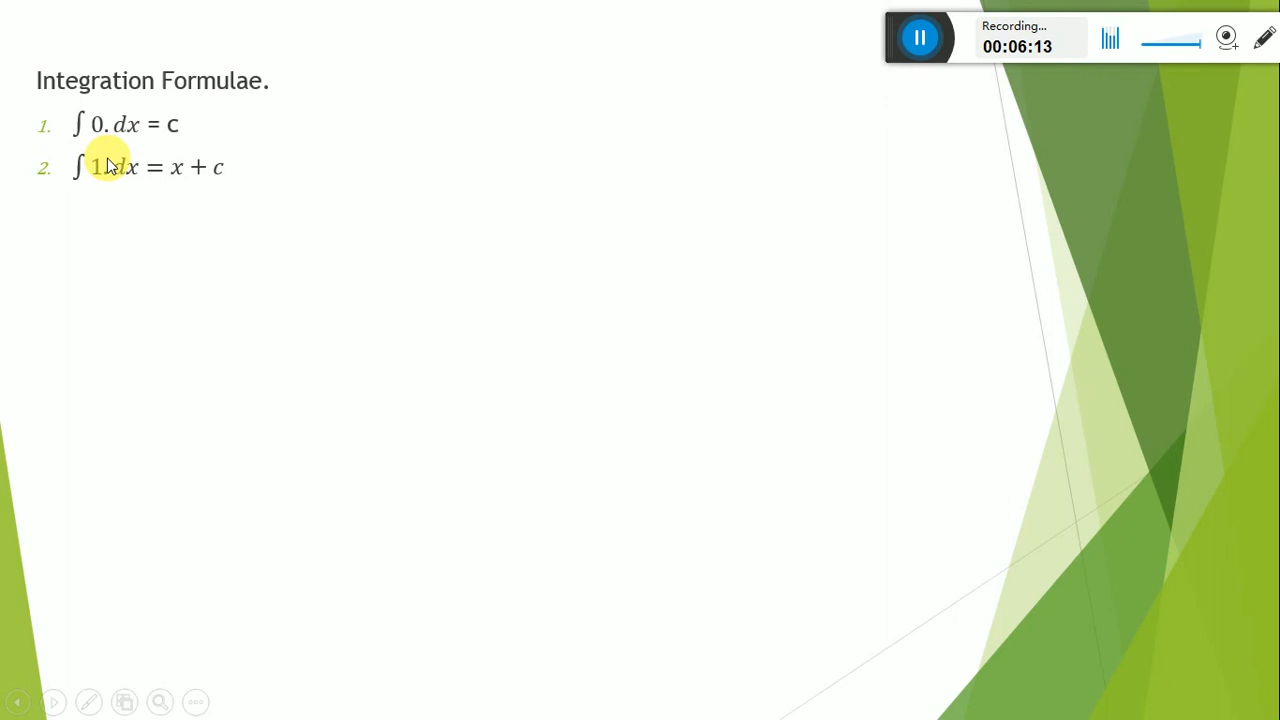 Recording...
00:06:13
Integration Formulae.
1. ∫ 0. dx = c
2. ∫ 1. dx = x + c